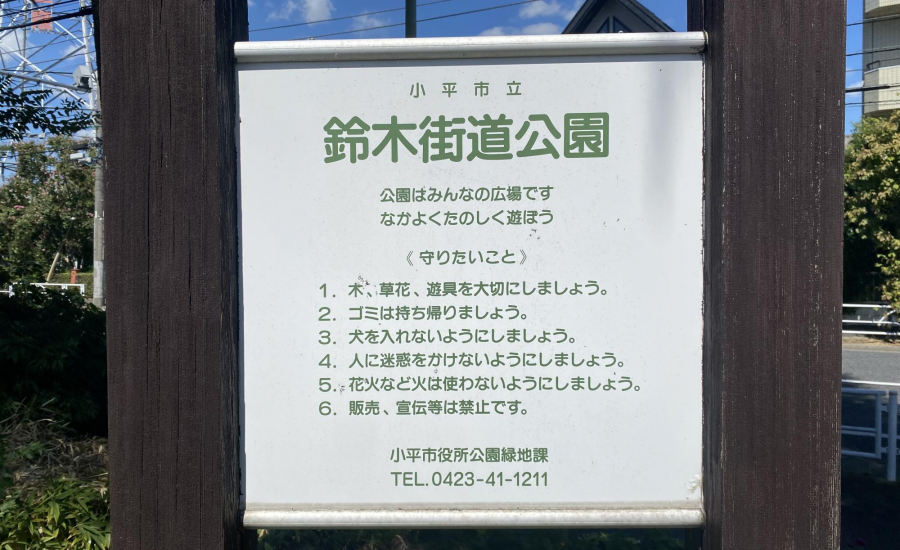 小平市立
鈴木街道公園
公園はみんなの広場です
なかよくたのしく遊ぼう
《守りたいこと》
1. 木、草花、遊具を大切にしましょう。
2. ゴミは持ち帰りましょう。
3. 犬を入れないようにしましょう。
4. 人に迷惑をかけないようにしましょう。
5. 花火など火は使わないようにしましょう。
6. 販売、宣伝等は禁止です。
小平市役所公園緑地課
TEL.0423-41-1211